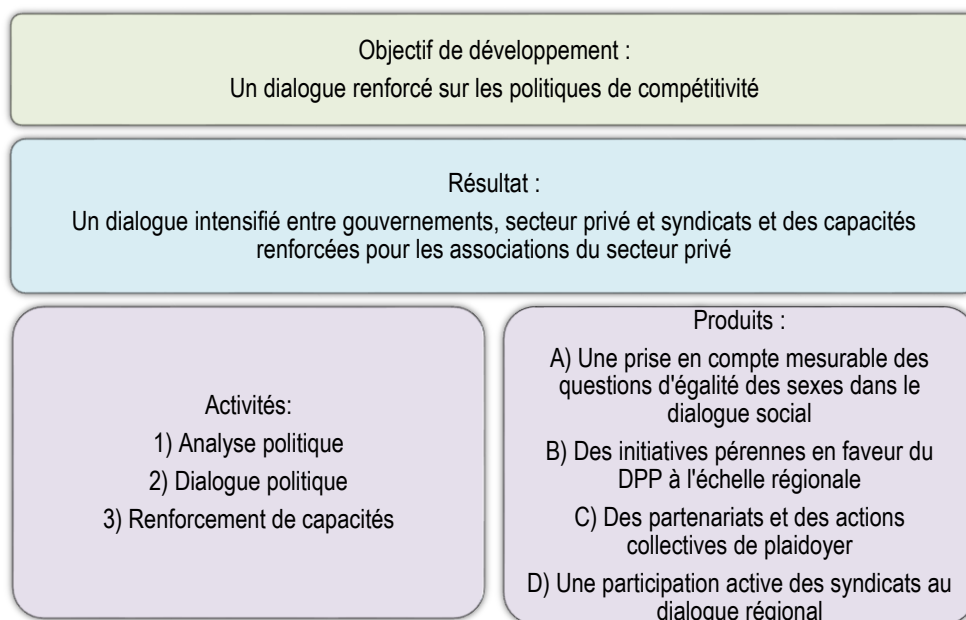 Objectif de développement :
Un dialogue renforcé sur les politiques de compétitivité
Résultat :
Un dialogue intensifié entre gouvernements, secteur privé et syndicats et des capacités
renforcées pour les associations du secteur privé
Activités:
1) Analyse politique
2) Dialogue politique
3) Renforcement de capacités
Produits :
A) Une prise en compte mesurable des
questions d'égalité des sexes dans le
dialogue social
B) Des initiatives pérennes en faveur du
DPP à l'échelle régionale
C) Des partenariats et des actions
collectives de plaidoyer
D) Une participation active des syndicats au
dialogue régional